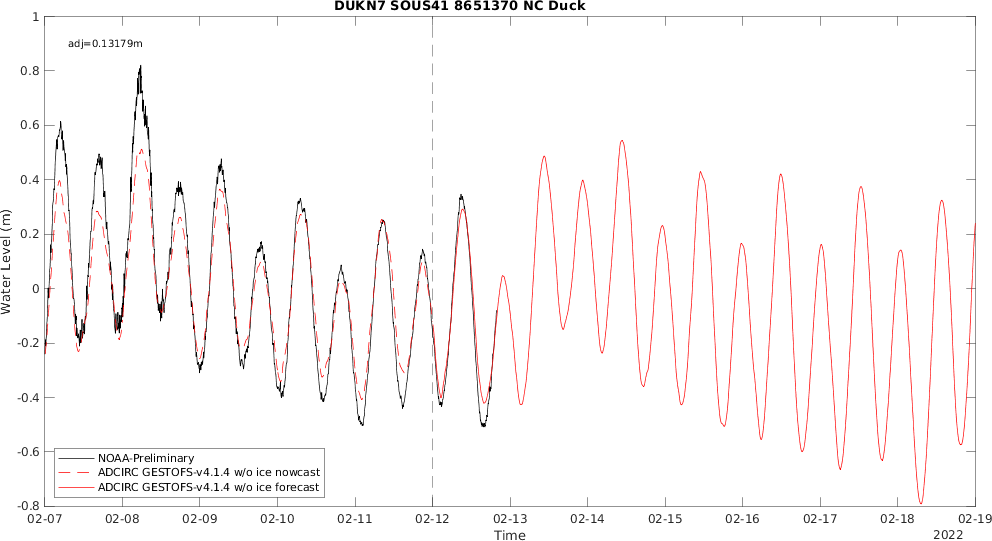 DUKN7 SOUS41 8651370 NC Duck
adj=0.13179m
Water Level (m)
1
0.8
0.6
0.4
0.2
0
-0.2
-0.4
-0.6
-0.8
NOAA-Preliminary
ADCIRC GESTOFS-v4.1.4 w/o ice nowcast
ADCIRC GESTOFS-v4.1.4 w/o ice forecast
02-07 02-08 02-09 02-10 02-11 02-12 02-13 02-14 02-15 02-16 02-17 02-18 02-19
Time
2022